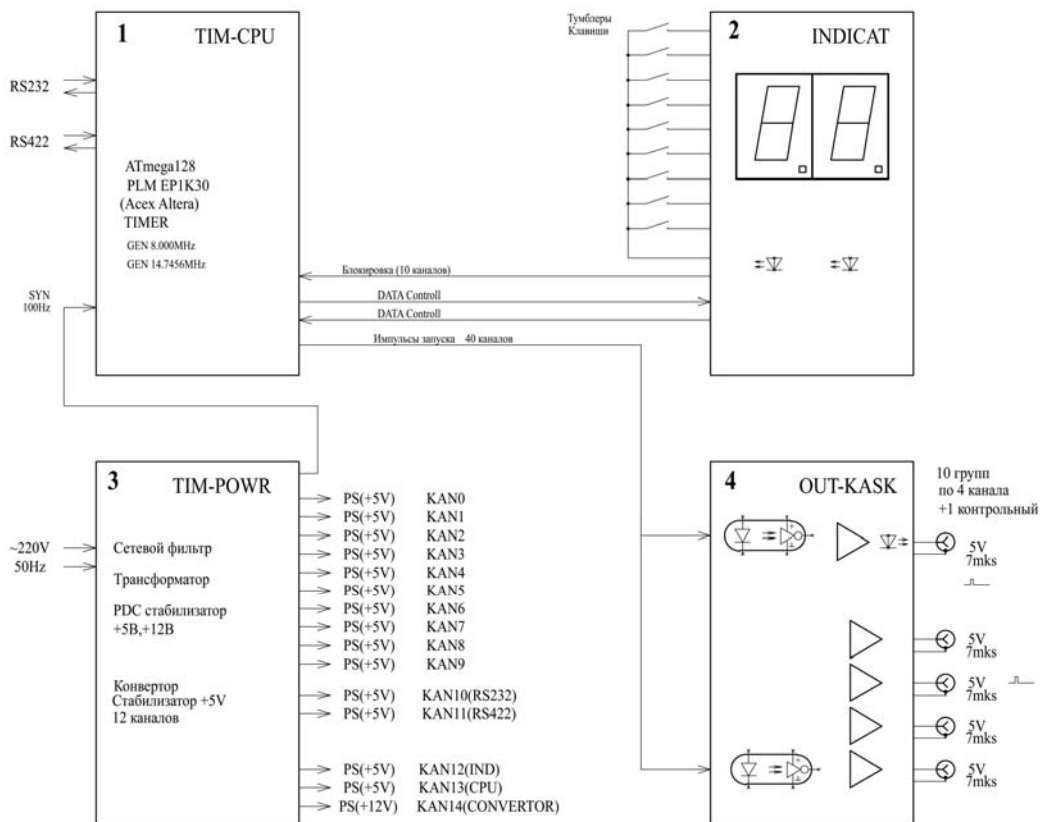 1 TIM-CPU
RS232
RS422
ATmega128
PLM EP1K30
(Acex Altera)
TIMER
GEN 8.000MHz
GEN 14.7456MHz
SYN
100Hz
Тумблеры
Клавиши
2 INDICAT
Блокировка (10 каналов)
DATA Controll
DATA Controll
Импульсы запуска 40 каналов
3 TIM-POWR
~220V
50Hz
Сетевой фильтр
Трансформатор
PDC стабилизатор
+5В,+12В
Конвертор
Стабилизатор +5V
12 каналов
PS(+5V) KAN0
PS(+5V) KAN1
PS(+5V) KAN2
PS(+5V) KAN3
PS(+5V) KAN4
PS(+5V) KAN5
PS(+5V) KAN6
PS(+5V) KAN7
PS(+5V) KAN8
PS(+5V) KAN9
PS(+5V) KAN10(RS232)
PS(+5V) KAN11(RS422)
PS(+5V) KAN12(IND)
PS(+5V) KAN13(CPU)
PS(+12V) KAN14(CONVERTOR)
4 OUT-KASK
10 групп
по 4 канала
+1 контрольный
5V
7mks
5V
7mks
5V
7mks
5V
7mks
5V
7mks